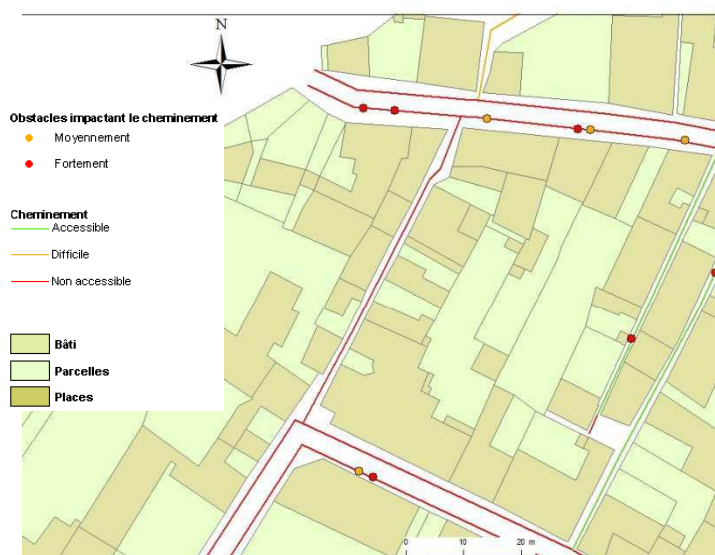 N
Obstacles impactant le cheminement
Moyennement
Fortement
Cheminement
Accessible
Difficile
Non accessible
Bâti
Parcelles
Places
0 10 20 m